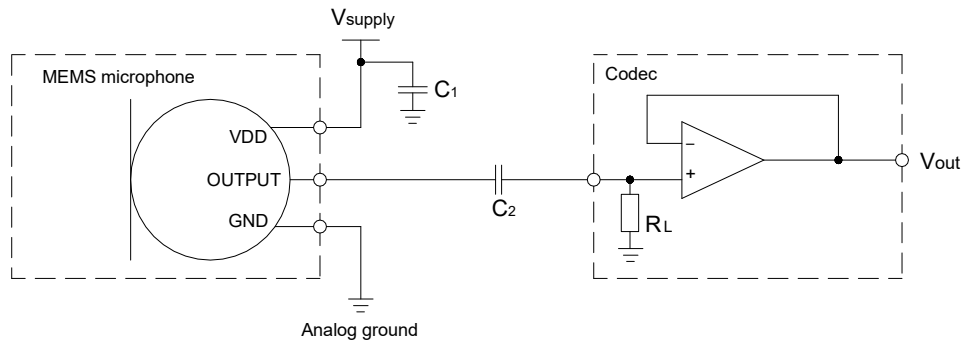 Vsupply
MEMS microphone
C1
Codec
VDD
OUTPUT
GND
C2
−
+
RL
Vout
Analog ground